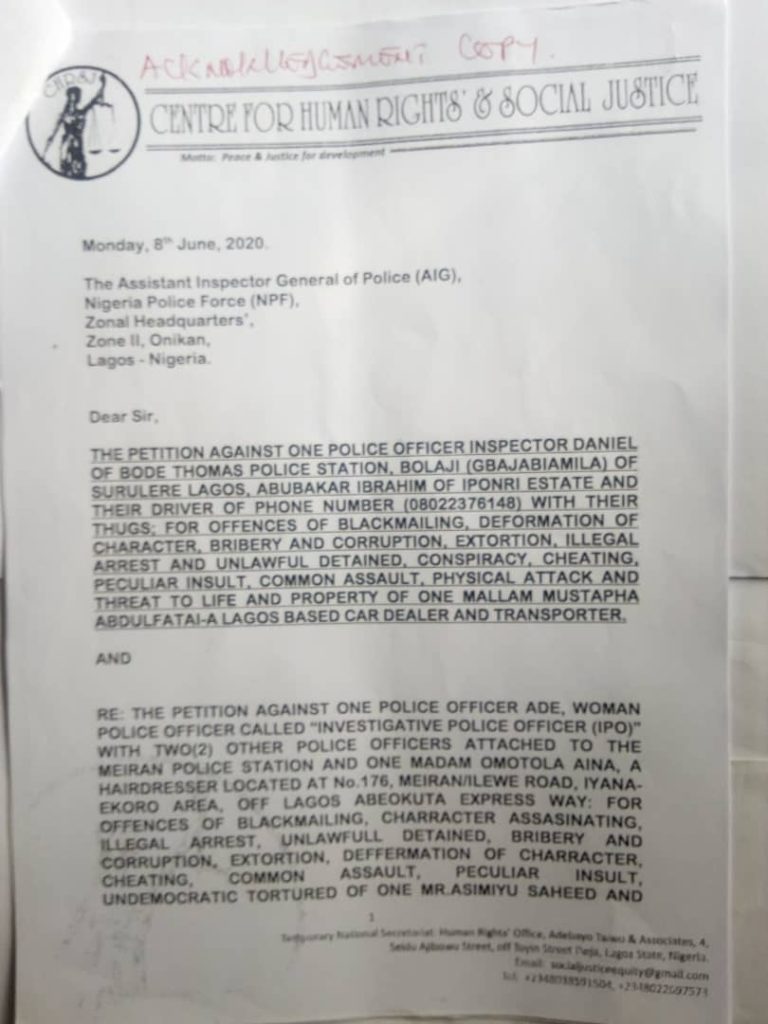 ACKNOWLLEDGEMENT COPY.
CHRSJ
CENTRE FOR HUMAN RIGHTS' & SOCIAL JUSTICE
Motto: Peace & Justice for development
Monday, 8th June, 2020.
The Assistant Inspector General of Police (AIG),
Nigeria Police Force (NPF),
Zonal Headquarters',
Zone II, Onikan,
Lagos - Nigeria.
Dear Sir,
THE PETITION AGAINST ONE POLICE OFFICER INSPECTOR DANIEL
OF BODE THOMAS POLICE STATION, BOLAJI (GBAJABIAMILA) OF
SURULERE LAGOS, ABUBAKAR IBRAHIM OF IPONRI ESTATE AND
THEIR DRIVER OF PHONE NUMBER (08022376148) WITH THEIR
THUGS; FOR OFFENCES OF BLACKMAILING, DEFORMATION OF
CHARACTER, BRIBERY AND CORRUPTION, EXTORTION, ILLEGAL
ARREST AND UNLAWFUL DETAINED, CONSPIRACY, CHEATING,
PECULIAR INSULT, COMMON ASSAULT, PHYSICAL ATTACK AND
THREAT TO LIFE AND PROPERTY OF ONE MALLAM MUSTAPHA
ABDULFATAI-A LAGOS BASED CAR DEALER AND TRANSPORTER.
AND
RE: THE PETITION AGAINST ONE POLICE OFFICER ADE, WOMAN
POLICE OFFICER CALLED "INVESTIGATIVE POLICE OFFICER (IPO)"
WITH TWO(2) OTHER POLICE OFFICERS ATTACHED TO THE
MEIRAN POLICE STATION AND ONE MADAM OMOTOLA AINA, A
HAIRDRESSER LOCATED AT No.176, MEIRAN/ILEWE ROAD, IYANA-
EKORO AREA, OFF LAGOS ABEOKUTA EXPRESS WAY: FOR
OFFENCES OF BLACKMAILING, CHARRACTER ASSASINATING,
ILLEGAL ARREST, UNLAWFULL DETAINED, BRIBERY AND
CORRUPTION, EXTORTION, DEFFERMATION OF CHARRACTER,
CHEATING, COMMON ASSAULT, PECULIAR INSULT,
UNDEMOCRATIC TORTURED OF ONE MR.ASIMIYU SAHEED AND
1
Temporary National Secretariat: Human Rights' Office, Adebayo Taiwo & Associates, 4,
Street, off Toyin Street Lagos State, Nigeria.
Email: socialjusticeequity@gmail.com
Tel: